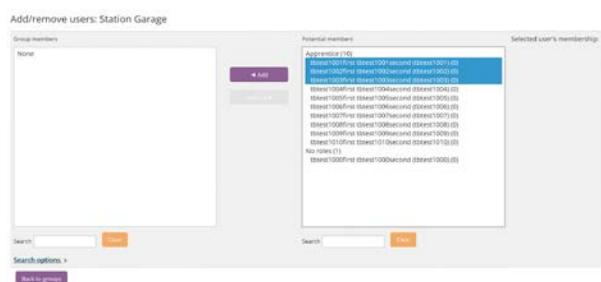 Add/remove users: Station Garage
Group members
None
◄ Add
Potential members
Apprentice (10)
tbtest1001first tbtest1001second (tbtest1001) (0)
tbtest1002first tbtest1002second (tbtest1002) (0)
tbtest1003first tbtest1003second (tbtest1003) (0)
tbtest1004first tbtest1004second (tbtest1004) (0)
tbtest1005first tbtest1005second (tbtest1005) (0)
tbtest1006first tbtest1006second (tbtest1006) (0)
tbtest1007first tbtest1007second (tbtest1007) (0)
tbtest1008first tbtest1008second (tbtest1008) (0)
tbtest1009first tbtest1009second (tbtest1009) (0)
tbtest1010first tbtest1010second (tbtest1010) (0)
No roles (1)
tbtest1000first tbtest1000second (tbtest1000) (0)
Selected user's membership
Search
Clear
Search
Clear
Search options
Back to groups